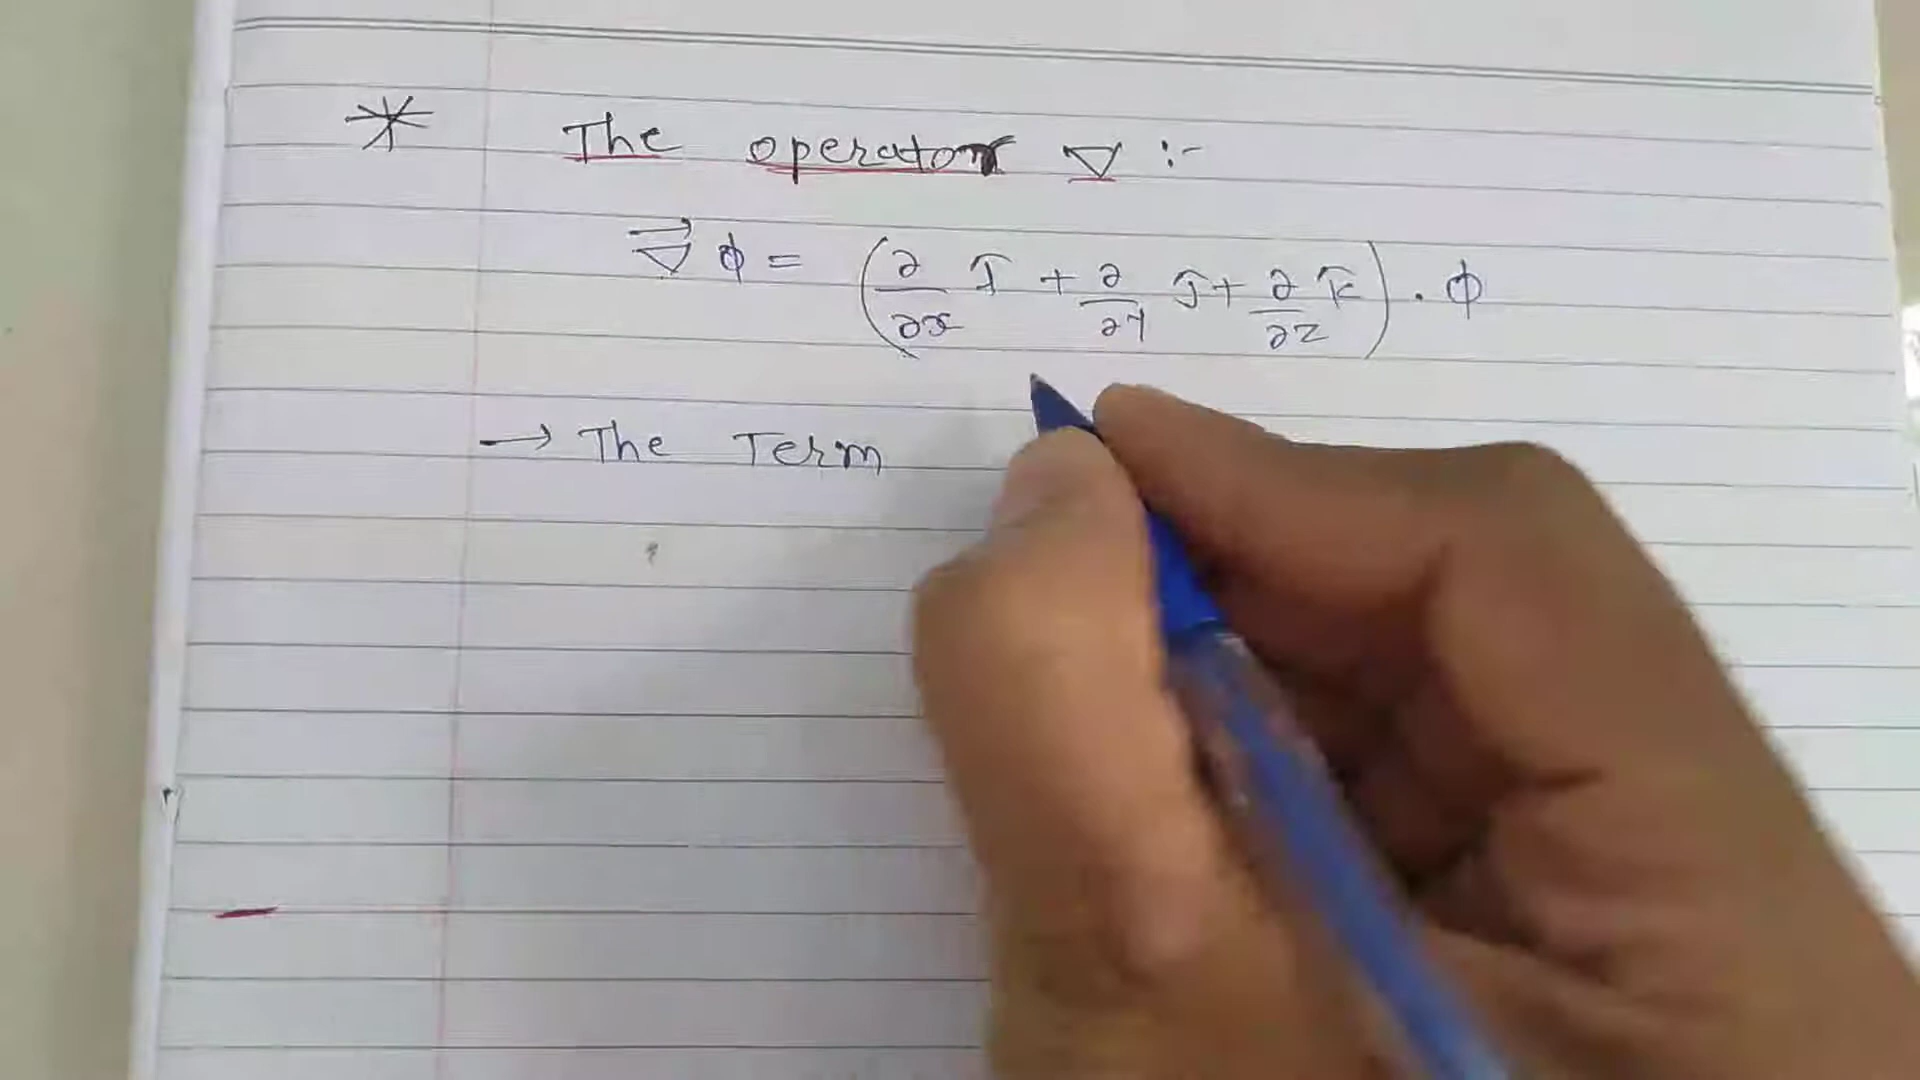 * The operator ∇ :-
∇⃗ ϕ = (∂/∂x î + ∂/∂y ĵ + ∂/∂z k̂) . ϕ
→ The Term